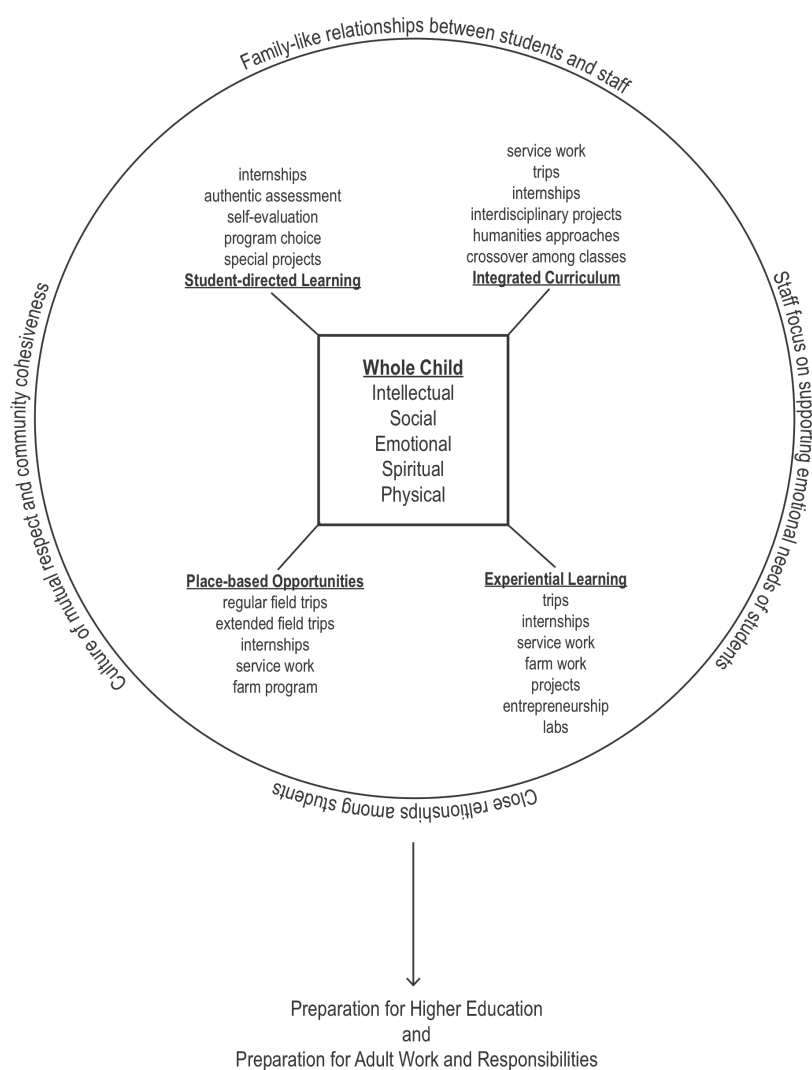 Family-like relationships between students and staff
internships
authentic assessment
self-evaluation
program choice
special projects
Student-directed Learning
service work
trips
internships
interdisciplinary projects
humanities approaches
crossover among classes
Integrated Curriculum
Culture of mutual respect and community cohesiveness
Staff focus on supporting emotional needs of students
Whole Child
Intellectual
Social
Emotional
Spiritual
Physical
Place-based Opportunities
regular field trips
extended field trips
internships
service work
farm program
Experiential Learning
trips
internships
service work
farm work
projects
entrepreneurship
labs
Close reltionships among students
Preparation for Higher Education
and
Preparation for Adult Work and Responsibilities